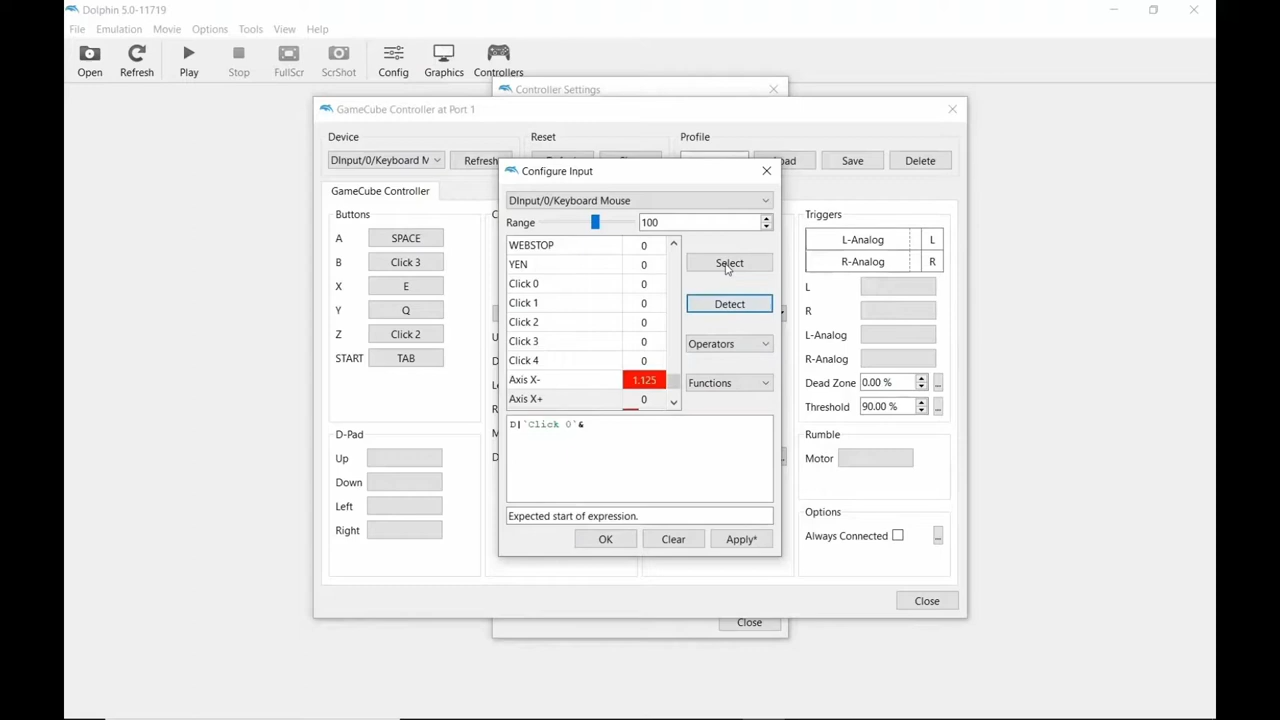 Dolphin 5.0-11719
File Emulation Movie Options Tools View Help
Open Refresh Play Stop FullScr ScrShot Config Graphics Controllers
Controller Settings
GameCube Controller at Port 1
Device Reset Profile
DInput/0/Keyboard M Refresh Save Delete
GameCube Controller
Buttons
A SPACE
B Click 3
X E
Y Q
Z Click 2
START TAB
D-Pad
Up
Down
Left
Right
Configure Input
DInput/0/Keyboard Mouse
Range 100
WEBSTOP 0
YEN 0
Click 0 0
Click 1 0
Click 2 0
Click 3 0
Click 4 0
Axis X- 1.125
Axis X+ 0
Select
Detect
Operators
Functions
D|`Click 0`&
Expected start of expression.
OK Clear Apply*
Triggers
L-Analog L
R-Analog R
L
R
L-Analog
R-Analog
Dead Zone 0.00 % ...
Threshold 90.00 % ...
Rumble
Motor
Options
Always Connected ...
Close
Close